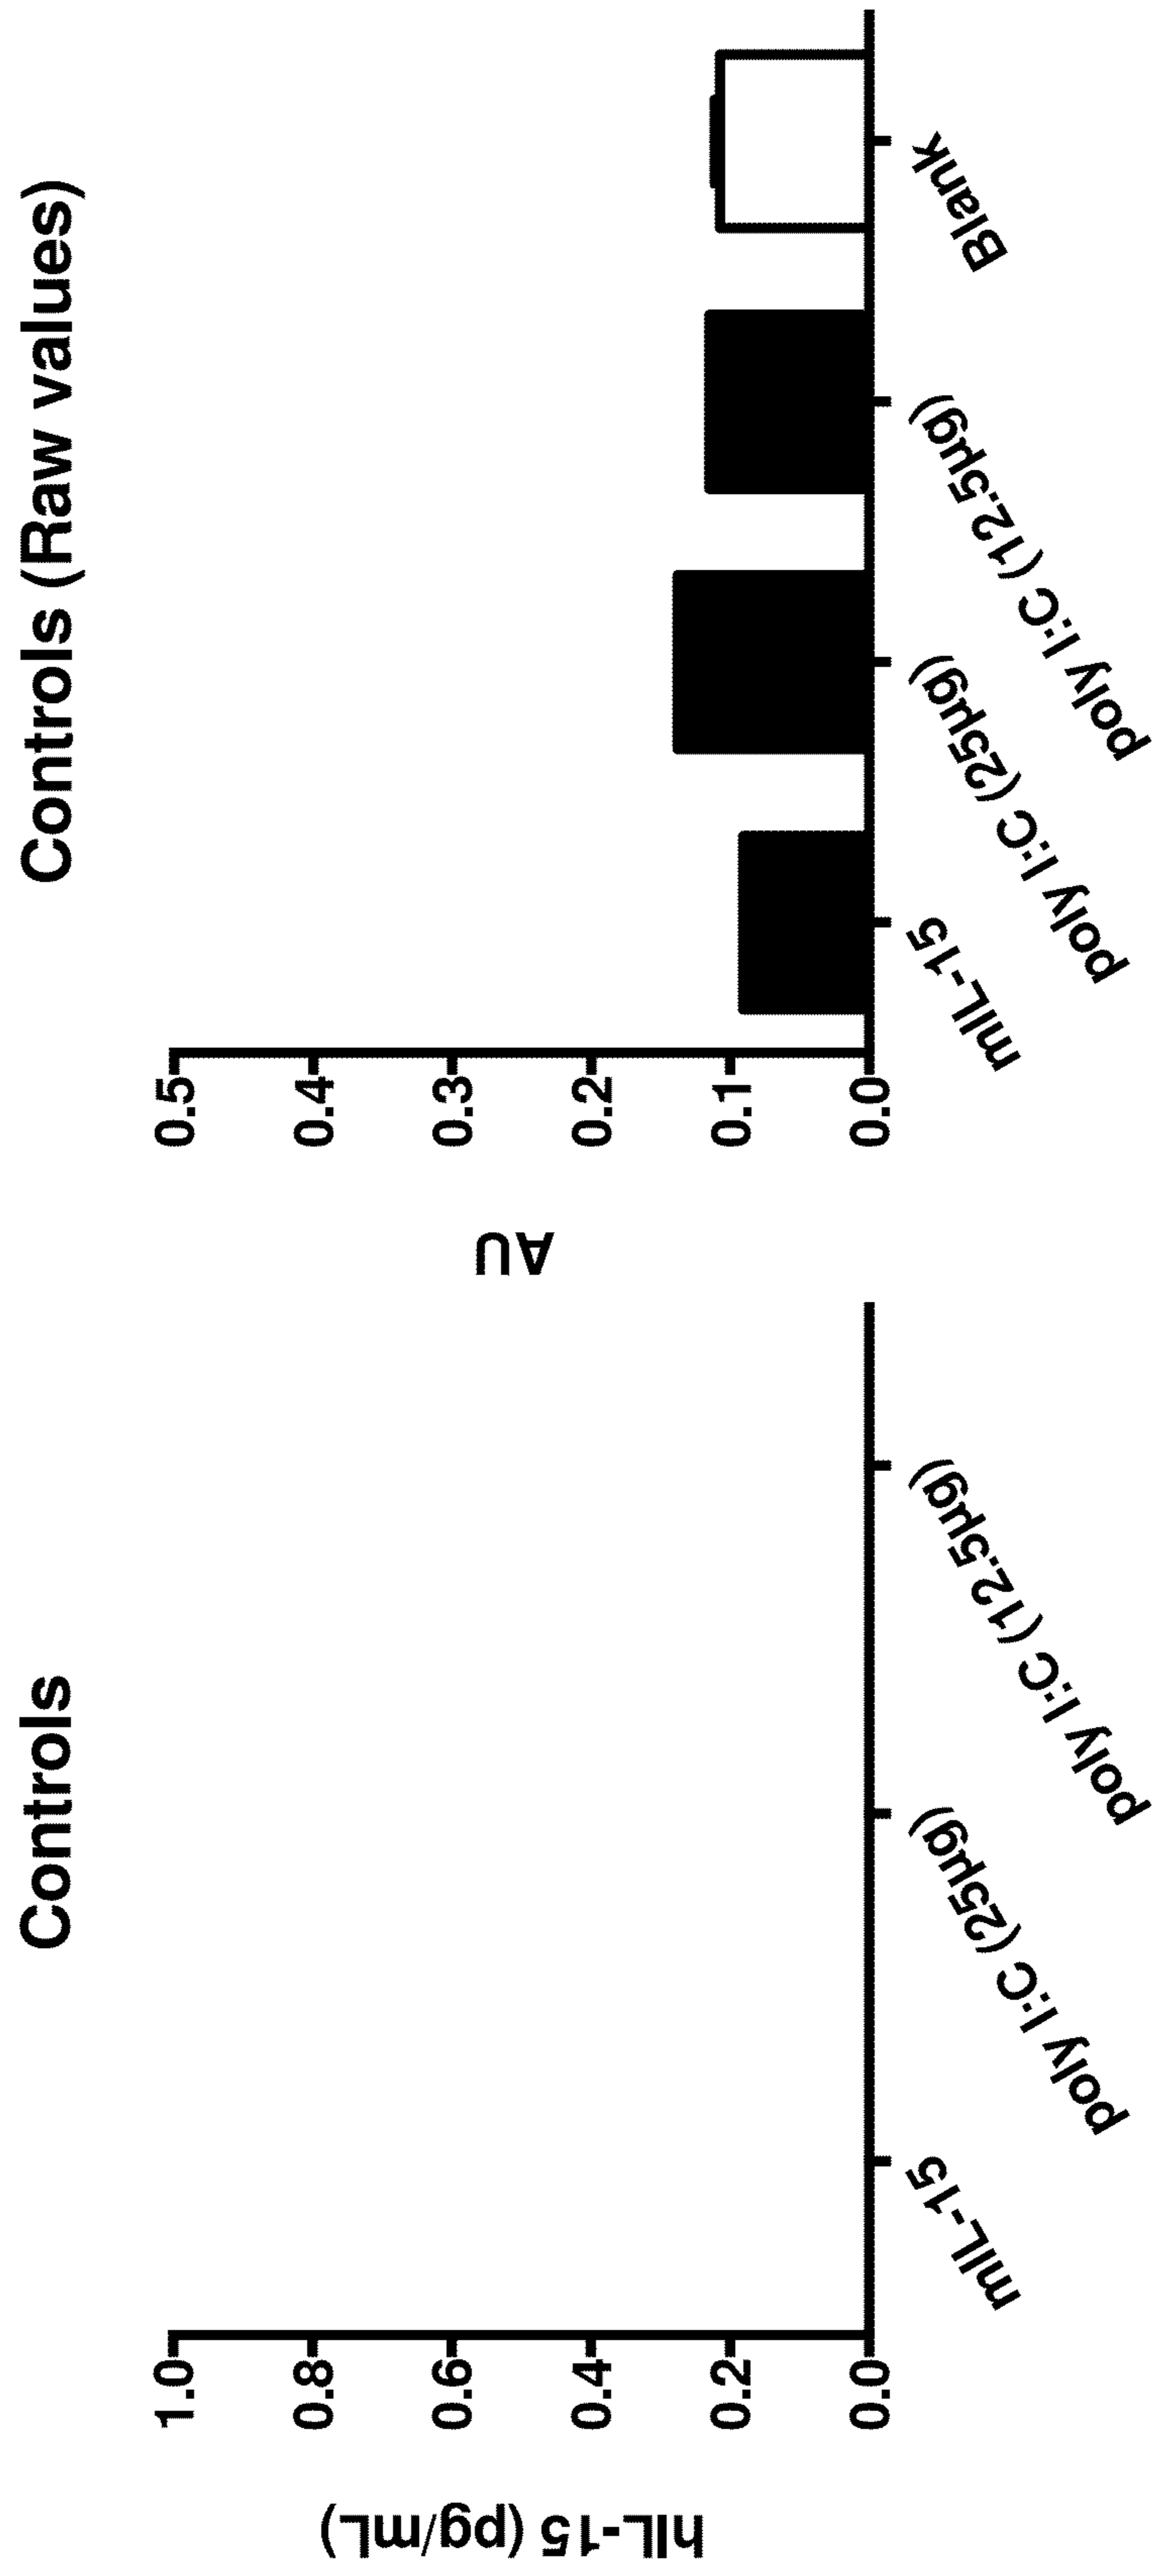 Controls
hIL-15 (pg/mL)
1.0
0.8
0.6
0.4
0.2
0.0
mIL-15
poly I:C (25µg)
poly I:C (12.5µg)
Controls (Raw values)
AU
0.5
0.4
0.3
0.2
0.1
0.0
mIL-15
poly I:C (25µg)
poly I:C (12.5µg)
Blank